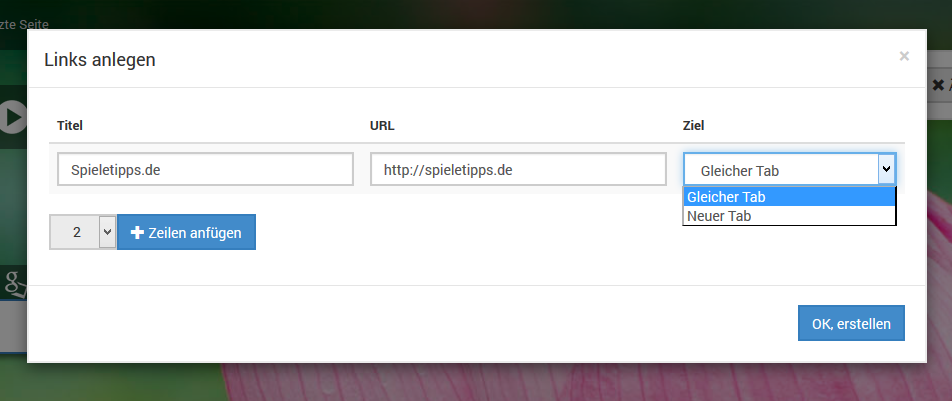 zte Seite
Links anlegen ×
Titel URL Ziel
Spieletipps.de http://spieletipps.de Gleicher Tab
Gleicher Tab
Neuer Tab
2 Zeilen anfügen
OK, erstellen